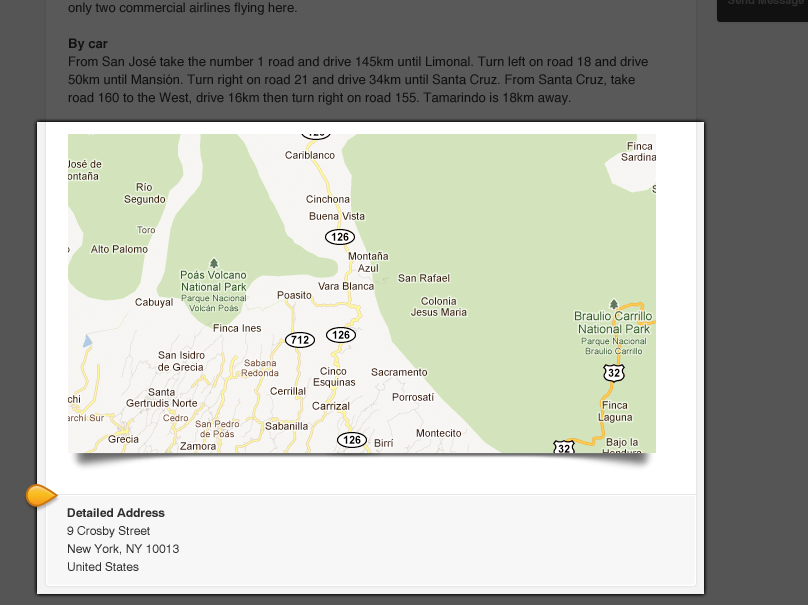 only two commercial airlines flying here.
Send Message
By car
From San José take the number 1 road and drive 145km until Limonal. Turn left on road 18 and drive
50km until Mansión. Turn right on road 21 and drive 34km until Santa Cruz. From Santa Cruz, take
road 160 to the West, drive 16km then turn right on road 155. Tamarindo is 18km away.
126
Cariblanco
Finca
Sardina
José de
ontaña
Río
Segundo
Cinchona
Buena Vista
Toro
126
Alto Palomo
Montaña
Azul
Poás Volcano
National Park
Parque Nacional
Volcán Poás
San Rafael
Vara Blanca
Poasito
Colonia
Jesus Maria
Cabuyal
Braulio Carrillo
National Park
Parque Nacional
Braulio Carrillo
Finca Ines
712
126
San Isidro
de Grecia
Sabana
Redonda
Cinco
Esquinas
Sacramento
32
Santa
Gertrudis Norte
Cerrillal
Porrosatí
chi
Carrizal
Finca
Laguna
archí Sur
Cedro
San Pedro
de Poás
Sabanilla
Grecia
Zamora
126
Birrí
Montecito
32
Bajo la
Hondura
Detailed Address
9 Crosby Street
New York, NY 10013
United States